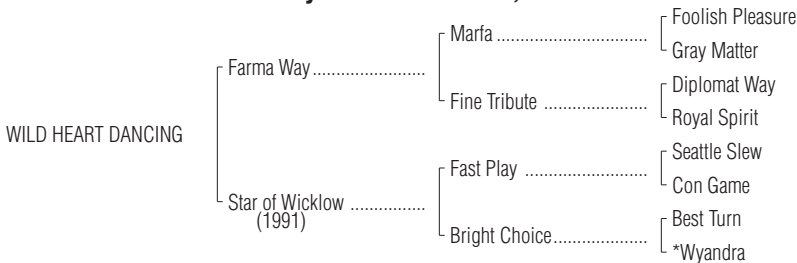 Foolish Pleasure
Marfa ................................
Gray Matter
Farma Way........................
Diplomat Way
Fine Tribute ......................
Royal Spirit
WILD HEART DANCING
Seattle Slew
Fast Play ..........................
Con Game
Star of Wicklow ................
(1991)
Best Turn
Bright Choice....................
*Wyandra